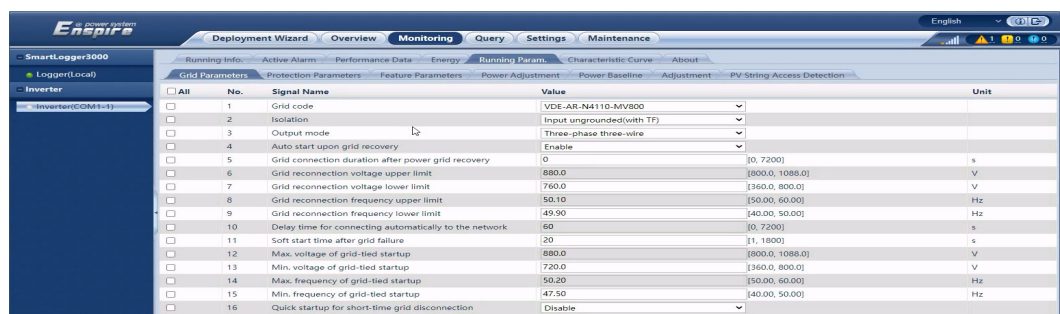 Enspire power system
English
Deployment Wizard Overview Monitoring Query Settings Maintenance
1 0 0
SmartLogger3000
Logger(Local)
Inverter
Inverter(COM1-1)
Running Info. Active Alarm Performance Data Energy Running Param. Characteristic Curve About
Grid Parameters Protection Parameters Feature Parameters Power Adjustment Power Baseline Adjustment PV String Access Detection
All No. Signal Name Value Unit
1 Grid code VDE-AR-N4110-MV800
2 Isolation Input ungrounded(with TF)
3 Output mode Three-phase three-wire
4 Auto start upon grid recovery Enable
5 Grid connection duration after power grid recovery 0 [0, 7200] s
6 Grid reconnection voltage upper limit 880.0 [800.0, 1088.0] V
7 Grid reconnection voltage lower limit 760.0 [360.0, 800.0] V
8 Grid reconnection frequency upper limit 50.10 [50.00, 60.00] Hz
9 Grid reconnection frequency lower limit 49.90 [40.00, 50.00] Hz
10 Delay time for connecting automatically to the network 60 [0, 7200] s
11 Soft start time after grid failure 20 [1, 1800] s
12 Max. voltage of grid-tied startup 880.0 [800.0, 1088.0] V
13 Min. voltage of grid-tied startup 720.0 [360.0, 800.0] V
14 Max. frequency of grid-tied startup 50.20 [50.00, 60.00] Hz
15 Min. frequency of grid-tied startup 47.50 [40.00, 50.00] Hz
16 Quick startup for short-time grid disconnection Disable